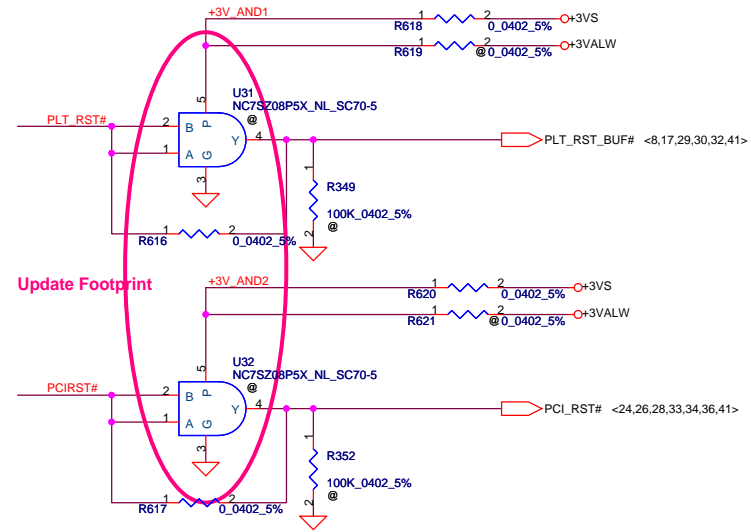 +3V_AND1
R618 1 2 0_0402_5% +3VS
R619 1 2 @ 0_0402_5% +3VALW
U31
NC7SZ08P5X_NL_SC70-5
@
PLT_RST# 2 B P 5
1 A G 3 Y 4
PLT_RST_BUF# <8,17,29,30,32,41>
R349 1 2
100K_0402_5%
@
R616 1 2 0_0402_5%
Update Footprint
+3V_AND2
R620 1 2 0_0402_5% +3VS
R621 1 2 @ 0_0402_5% +3VALW
U32
NC7SZ08P5X_NL_SC70-5
@
PCIRST# 2 B P 5
1 A G 3 Y 4
PCI_RST# <24,26,28,33,34,36,41>
R352 1 2
100K_0402_5%
@
R617 1 2 0_0402_5%